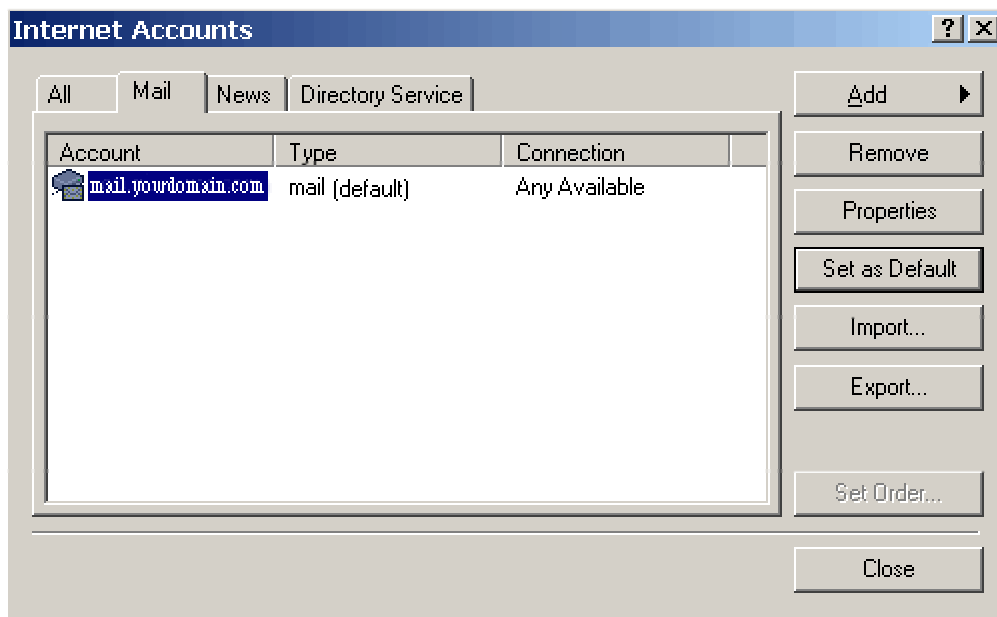 Internet Accounts
All Mail News Directory Service
Account Type Connection
mail.yourdomain.com mail (default) Any Available
Add
Remove
Properties
Set as Default
Import...
Export...
Set Order...
Close